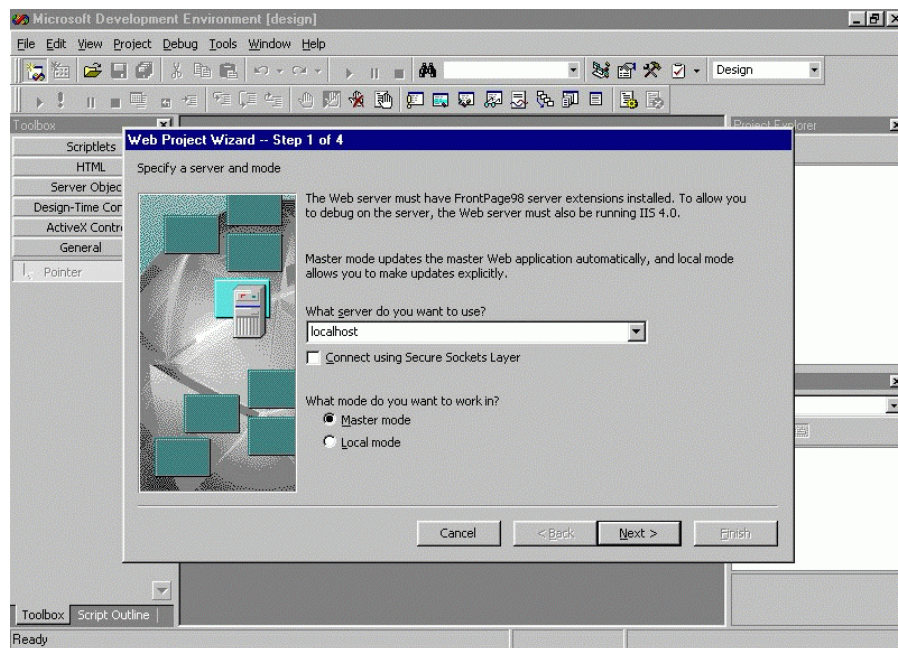 Microsoft Development Environment [design]
File Edit View Project Debug Tools Window Help
Design
Toolbox
Project Explorer
Scriptlets
HTML
Server Objec
Design-Time Con
ActiveX Contr
General
Pointer
Web Project Wizard -- Step 1 of 4
Specify a server and mode
The Web server must have FrontPage98 server extensions installed. To allow you
to debug on the server, the Web server must also be running IIS 4.0.
Master mode updates the master Web application automatically, and local mode
allows you to make updates explicitly.
What server do you want to use?
localhost
Connect using Secure Sockets Layer
What mode do you want to work in?
Master mode
Local mode
Cancel < Back Next > Finish
Toolbox Script Outline
Ready